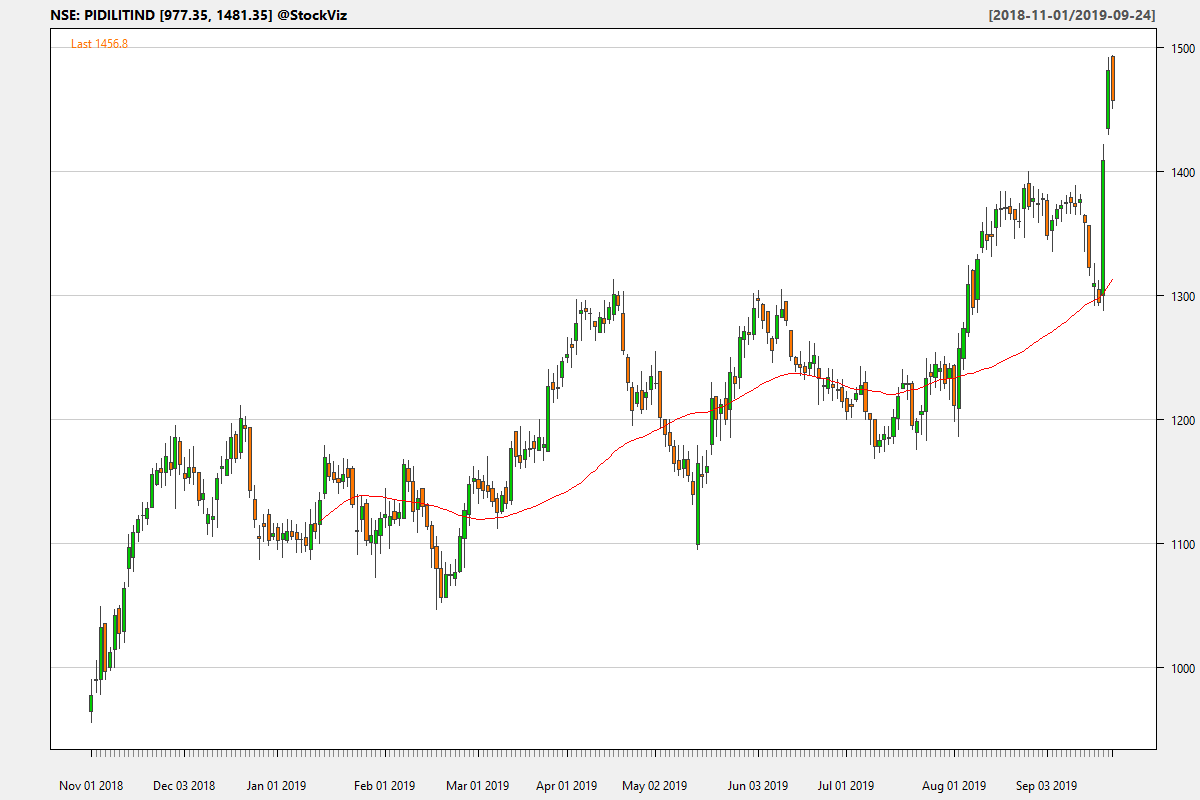 NSE: PIDILITIND [977.35, 1481.35] @StockViz [2018-11-01/2019-09-24]
Last 1456.8
1500
1400
1300
1200
1100
1000
Nov 01 2018 Dec 03 2018 Jan 01 2019 Feb 01 2019 Mar 01 2019 Apr 01 2019 May 02 2019 Jun 03 2019 Jul 01 2019 Aug 01 2019 Sep 03 2019